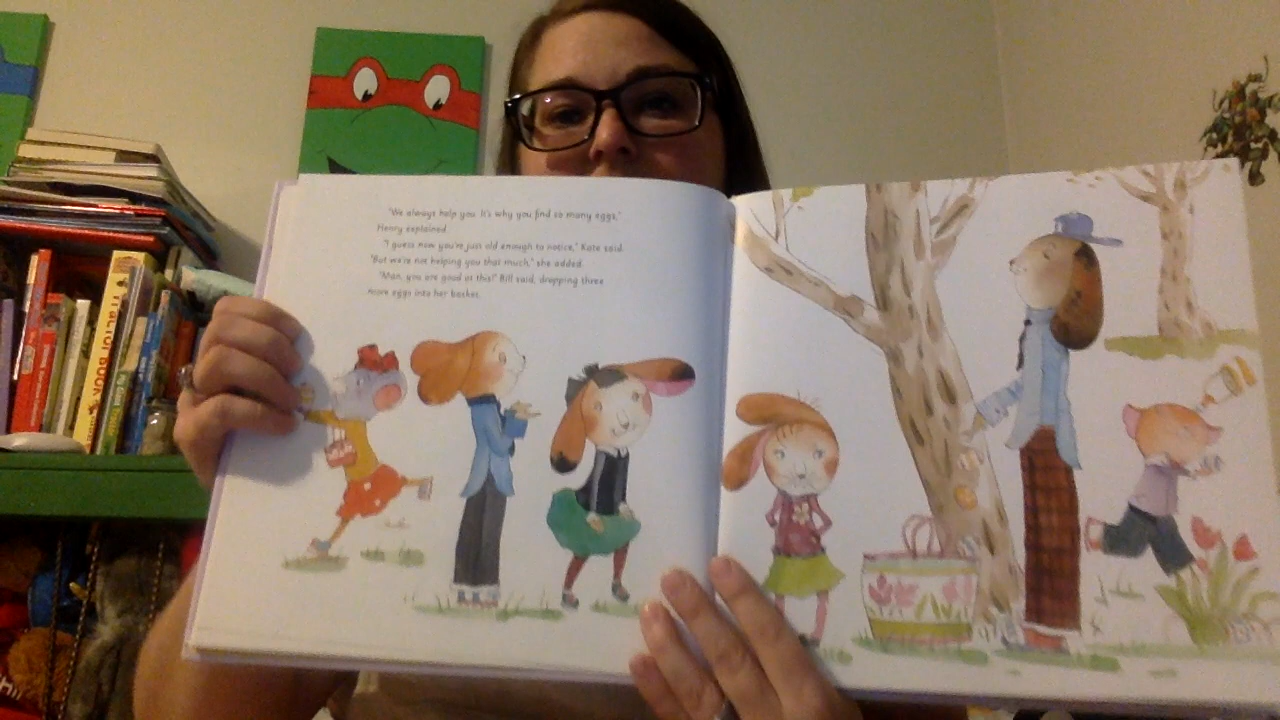 "We always help you. It's why you find so many eggs,"
Henry explained.
"I guess now you're just old enough to notice," Kate said.
"But we're not helping you that much," she added.
"Man, you are good at this!" Bill said, dropping three
more eggs into her basket.
TRACTOR BOOK